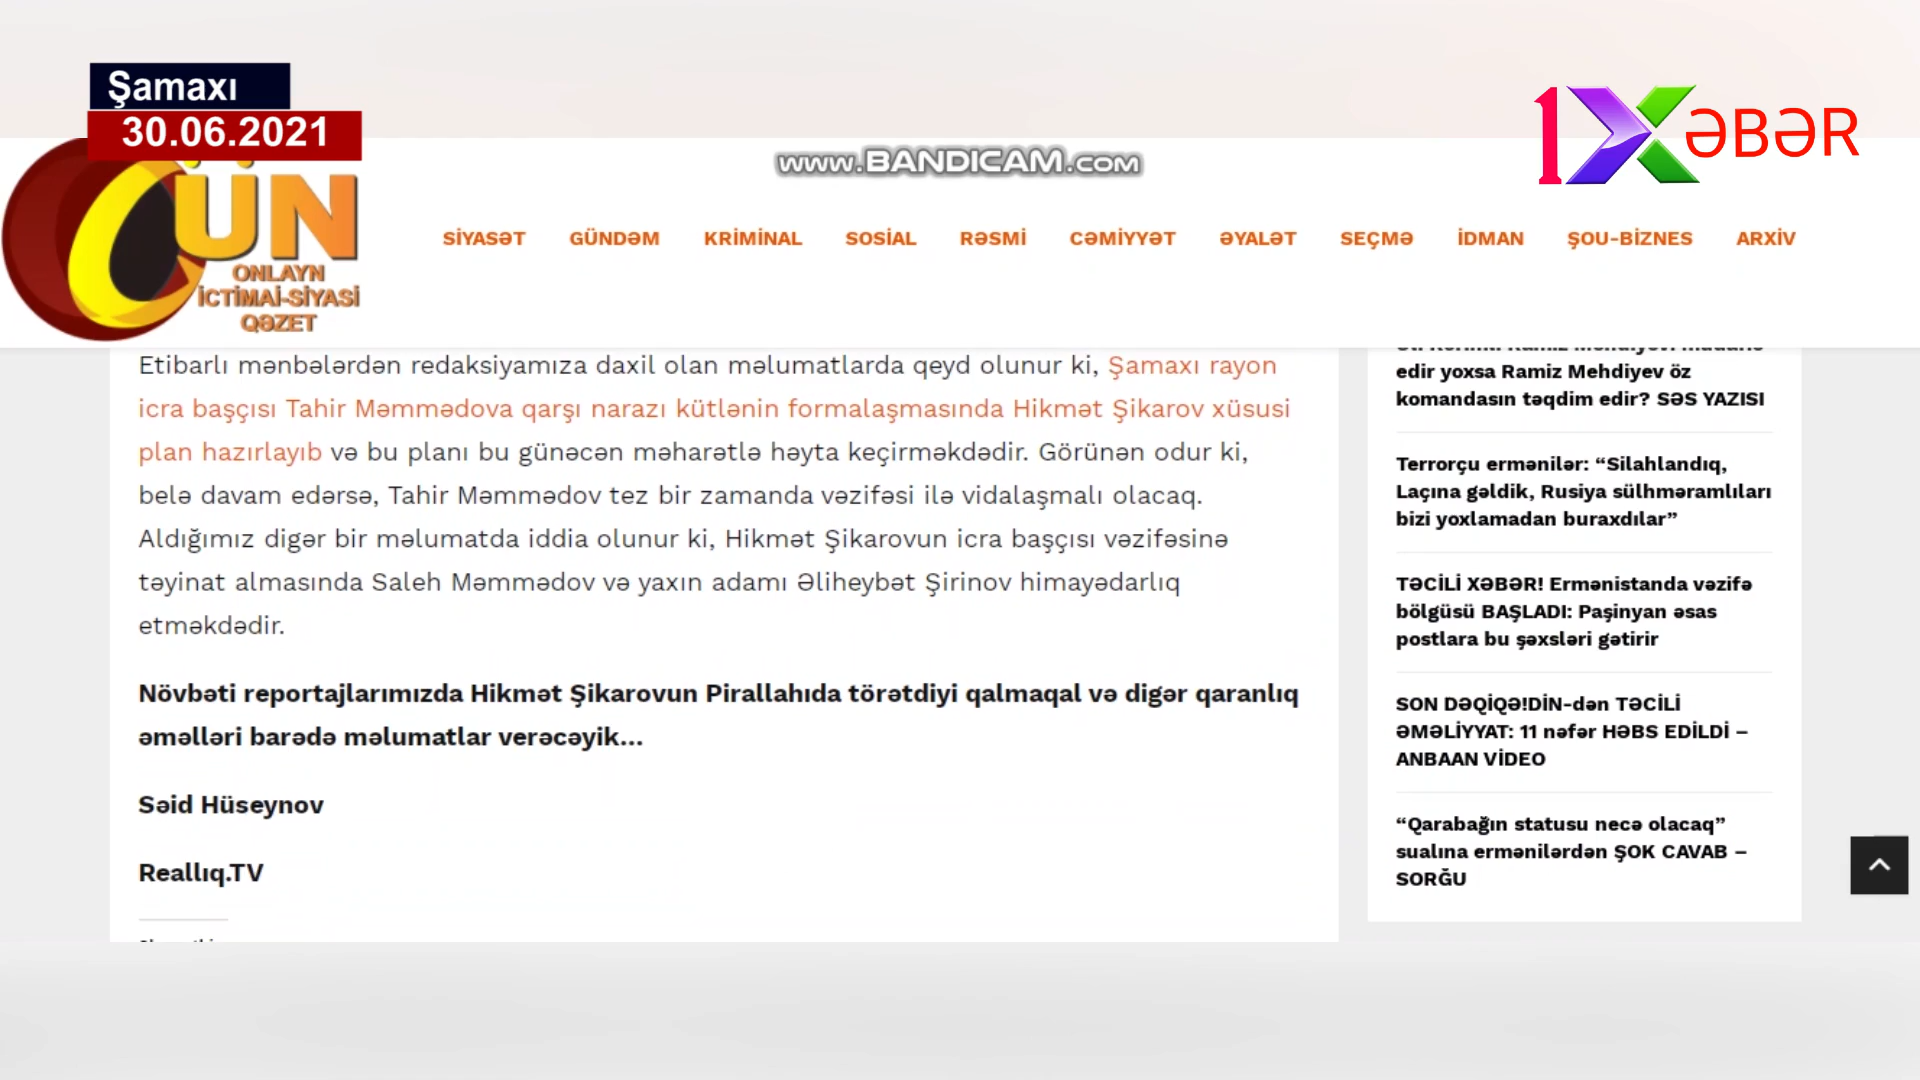 Şamaxı
30.06.2021
www.BANDICAM.com
1XƏBƏR
GÜN
ONLAYN
İCTİMAİ-SİYASİ
QƏZET
SİYASƏT GÜNDƏM KRİMİNAL SOSİAL RƏSMİ CƏMİYYƏT ƏYALƏT SEÇMƏ İDMAN ŞOU-BİZNES ARXİV
Etibarlı mənbələrdən redaksiyamıza daxil olan məlumatlarda qeyd olunur ki, Şamaxı rayon
icra başçısı Tahir Məmmədova qarşı narazı kütlənin formalaşmasında Hikmət Şikarov xüsusi
plan hazırlayıb və bu planı bu günəcən məharətlə həyta keçirməkdədir. Görünən odur ki,
belə davam edərsə, Tahir Məmmədov tez bir zamanda vəzifəsi ilə vidalaşmalı olacaq.
Aldığımız digər bir məlumatda iddia olunur ki, Hikmət Şikarovun icra başçısı vəzifəsinə
təyinat almasında Saleh Məmmədov və yaxın adamı Əliheybət Şirinov himayədarlıq
etməkdədir.
Növbəti reportajlarımızda Hikmət Şikarovun Pirallahıda törətdiyi qalmaqal və digər qaranlıq
əməlləri barədə məlumatlar verəcəyik...
Səid Hüseynov
Reallıq.TV
edir yoxsa Ramiz Mehdiyev öz
komandasın təqdim edir? SƏS YAZISI
Terrorçu ermənilər: “Silahlandıq,
Laçına gəldik, Rusiya sülhməramlıları
bizi yoxlamadan buraxdılar”
TƏCİLİ XƏBƏR! Ermənistanda vəzifə
bölgüsü BAŞLADI: Paşinyan əsas
postlara bu şəxsləri gətirir
SON DƏQİQƏ!DİN-dən TƏCİLİ
ƏMƏLİYYAT: 11 nəfər HƏBS EDİLDİ –
ANBAAN VİDEO
“Qarabağın statusu necə olacaq”
sualına ermənilərdən ŞOK CAVAB –
SORĞU